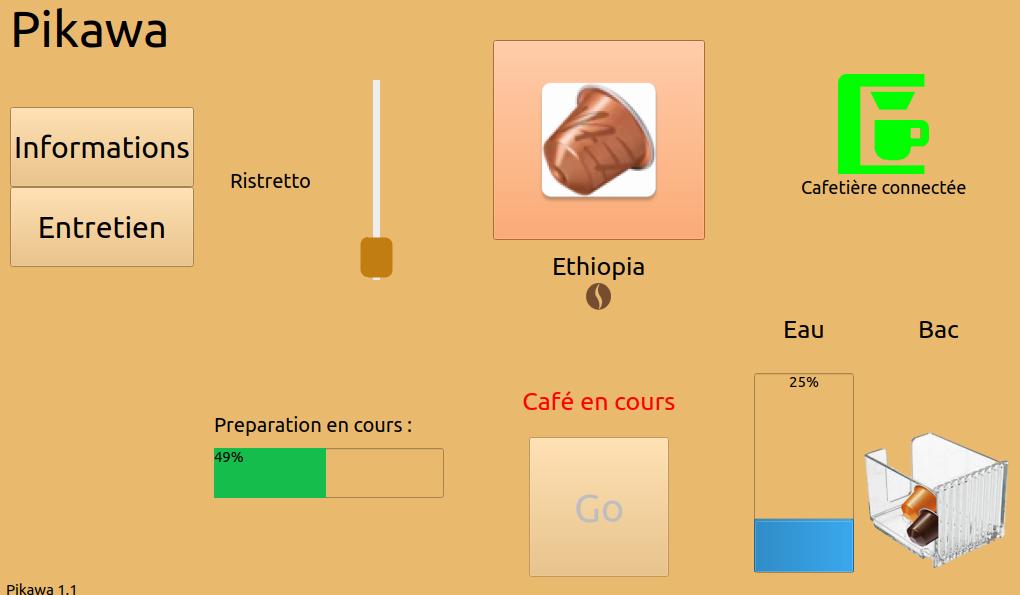 Pikawa
Informations
Entretien
Ristretto
Ethiopia
Cafetière connectée
Eau
Bac
25%
Café en cours
Preparation en cours :
49%
Go
Pikawa 1.1